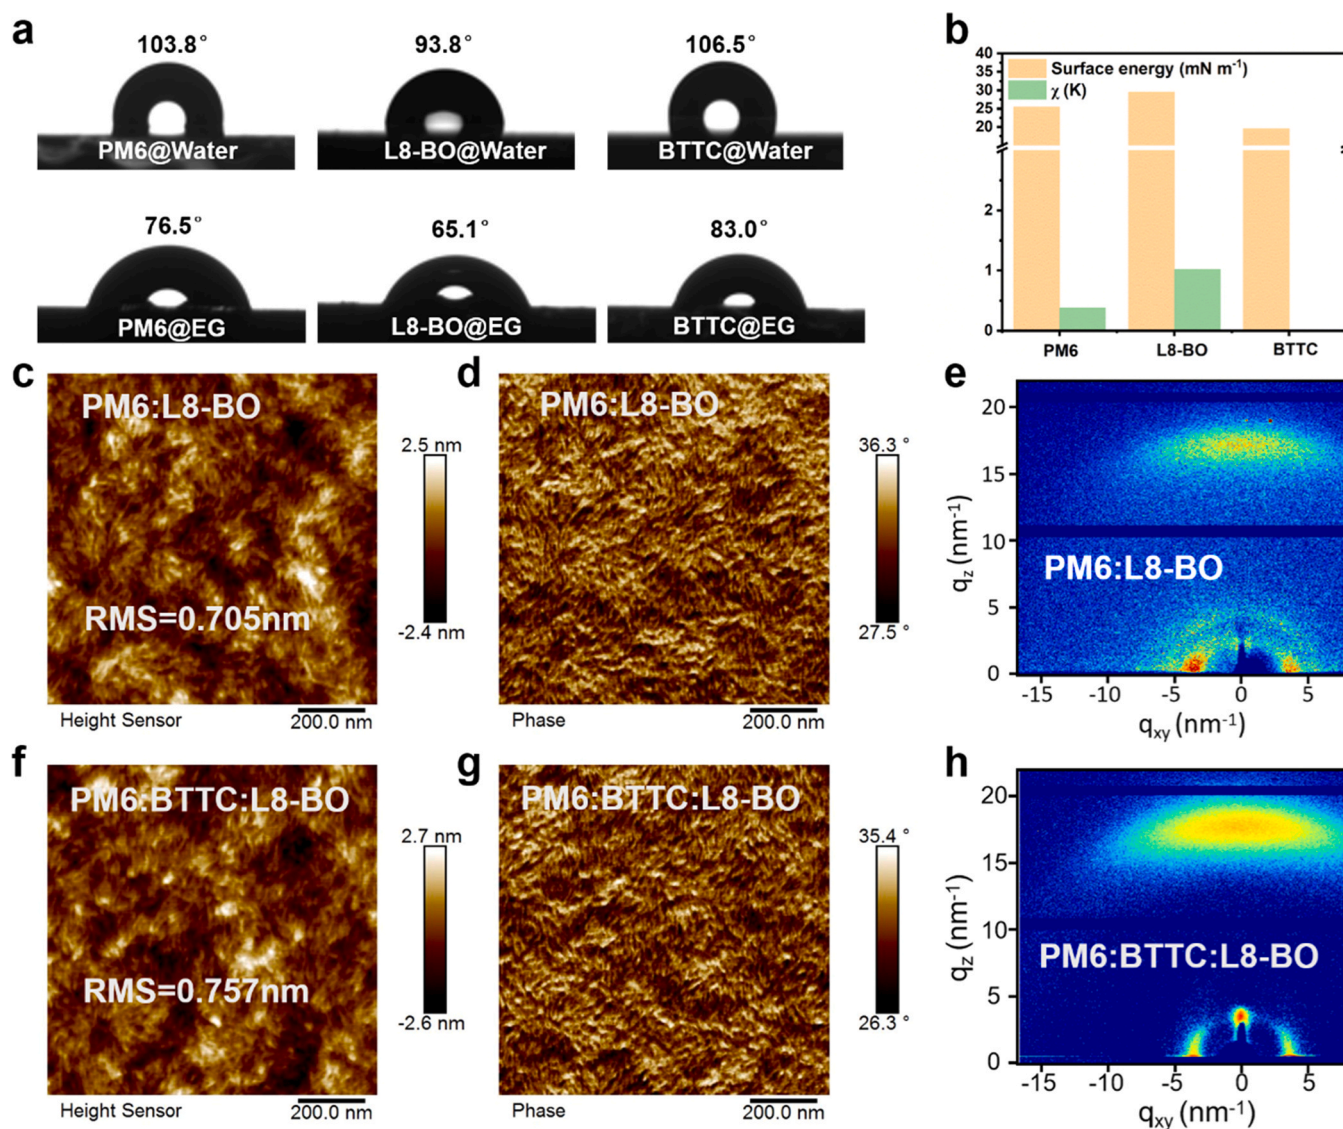 a
103.8°
93.8°
106.5°
PM6@Water
L8-BO@Water
BTTC@Water
76.5°
65.1°
83.0°
PM6@EG
L8-BO@EG
BTTC@EG
b
40
35
30
25
20
2
1
0
Surface energy (mN m⁻¹)
χ (K)
PM6
L8-BO
BTTC
c
PM6:L8-BO
RMS=0.705nm
2.5 nm
-2.4 nm
Height Sensor
200.0 nm
d
PM6:L8-BO
36.3 °
27.5 °
Phase
200.0 nm
e
20
15
10
5
0
qz (nm⁻¹)
PM6:L8-BO
-15
-10
-5
0
5
qxy (nm⁻¹)
f
PM6:BTTC:L8-BO
RMS=0.757nm
2.7 nm
-2.6 nm
Height Sensor
200.0 nm
g
PM6:BTTC:L8-BO
35.4 °
26.3 °
Phase
200.0 nm
h
20
15
10
5
0
qz (nm⁻¹)
PM6:BTTC:L8-BO
-15
-10
-5
0
5
qxy (nm⁻¹)